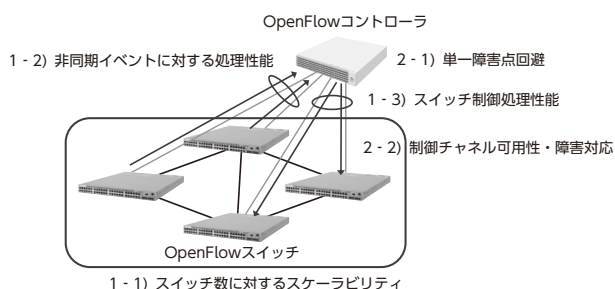 OpenFlowコントローラ
1 - 2) 非同期イベントに対する処理性能
2 - 1) 単一障害点回避
1 - 3) スイッチ制御処理性能
2 - 2) 制御チャネル可用性・障害対応
OpenFlowスイッチ
1 - 1) スイッチ数に対するスケーラビリティ